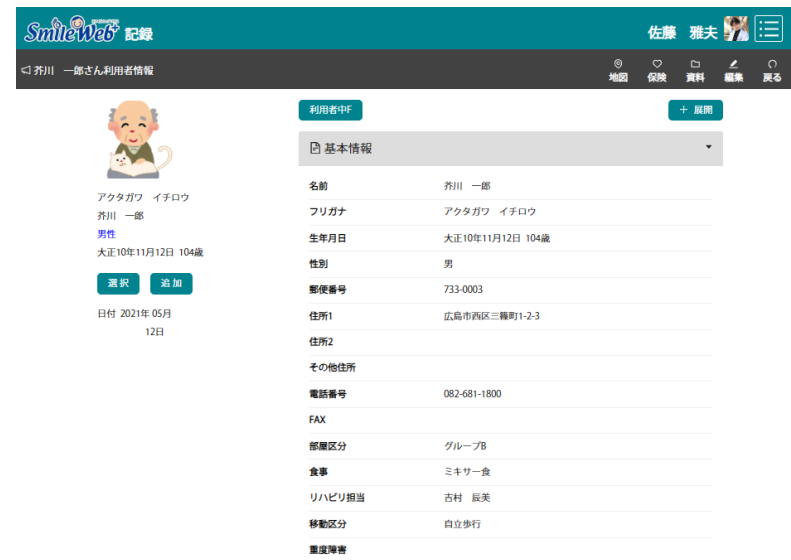 SmileWeb+ 記録
佐藤 雅夫
芥川 一郎さん利用者情報
地図 保険 資料 編集 戻る
アクタガワ イチロウ
芥川 一郎
男性
大正10年11月12日 104歳
選択 追加
日付 2021年05月
12日
利用者中F
+ 展開
基本情報
名前 芥川 一郎
フリガナ アクタガワ イチロウ
生年月日 大正10年11月12日 104歳
性別 男
郵便番号 733-0003
住所1 広島市西区三篠町1-2-3
住所2
その他住所
電話番号 082-681-1800
FAX
部屋区分 グループB
食事 ミキサー食
リハビリ担当 吉村 辰美
移動区分 自立歩行
重度障害